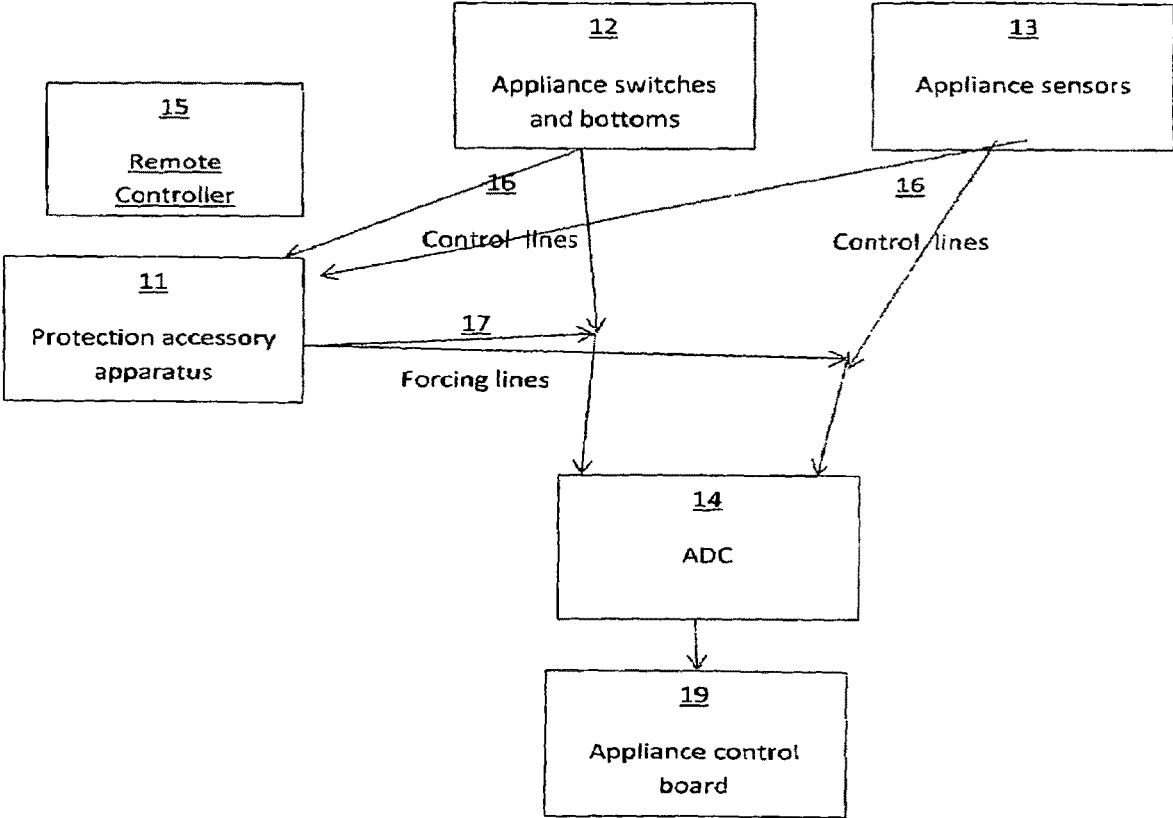 12
Appliance switches
and bottoms
13
Appliance sensors
15
Remote
Controller
16
Control lines
16
Control lines
11
Protection accessory
apparatus
17
Forcing lines
14
ADC
19
Appliance control
board